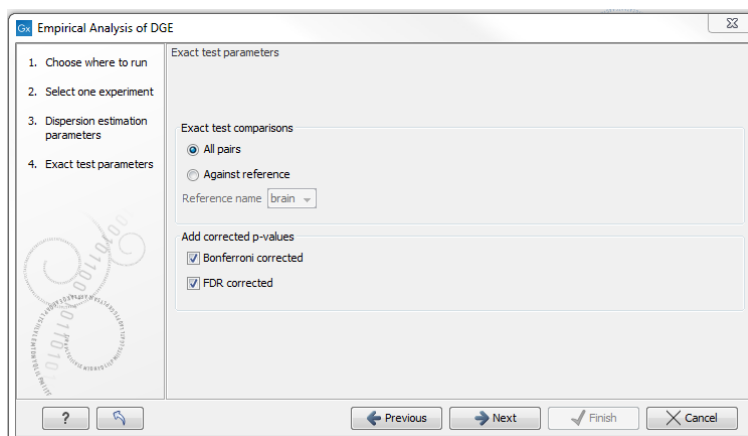 Gx Empirical Analysis of DGE
1. Choose where to run
2. Select one experiment
3. Dispersion estimation
parameters
4. Exact test parameters
Exact test parameters
Exact test comparisons
All pairs
Against reference
Reference name brain
Add corrected p-values
Bonferroni corrected
FDR corrected
? Previous Next Finish Cancel